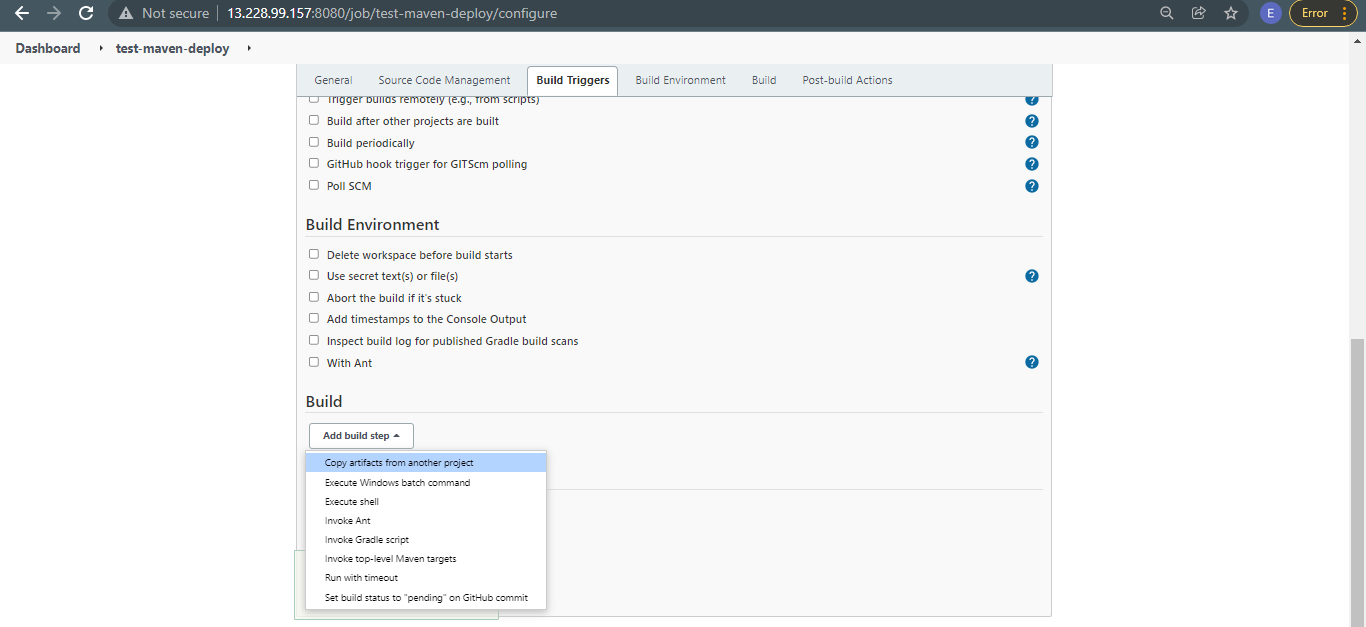 Not secure 13.228.99.157:8080/job/test-maven-deploy/configure E Error
Dashboard test-maven-deploy
General Source Code Management Build Triggers Build Environment Build Post-build Actions
Trigger builds remotely (e.g., from scripts) ?
Build after other projects are built ?
Build periodically ?
GitHub hook trigger for GITScm polling ?
Poll SCM ?
Build Environment
Delete workspace before build starts
Use secret text(s) or file(s) ?
Abort the build if it's stuck
Add timestamps to the Console Output
Inspect build log for published Gradle build scans
With Ant ?
Build
Add build step
Copy artifacts from another project
Execute Windows batch command
Execute shell
Invoke Ant
Invoke Gradle script
Invoke top-level Maven targets
Run with timeout
Set build status to "pending" on GitHub commit